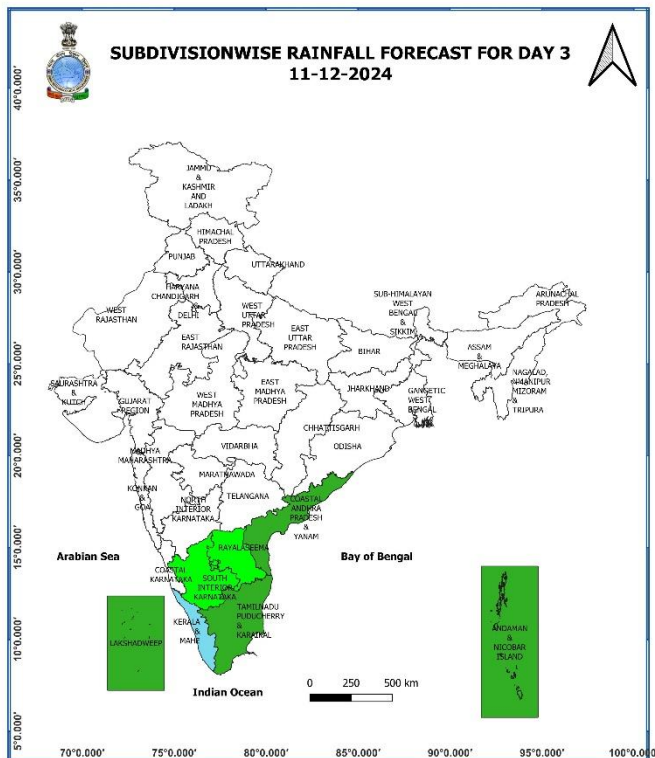 SUBDIVISIONWISE RAINFALL FORECAST FOR DAY 3
11-12-2024
40°0.000'
35°0.000'
30°0.000'
25°0.000'
20°0.000'
15°0.000'
10°0.000'
5°0.000'
JAMMU
&
KASHMIR
AND
LADAKH
HIMACHAL
PRADESH
PUNJAB
UTTARAKHAND
HARYANA
CHANDIGARH
&
DELHI
WEST
RAJASTHAN
WEST
UTTAR
PRADESH
EAST
RAJASTHAN
EAST
UTTAR
PRADESH
SUB-HIMALAYAN
WEST
BENGAL
&
SIKKIM
ARUNACHAL
PRADESH
BIHAR
ASSAM
&
MEGHALAYA
NAGALAD,
MANIPUR
MIZORAM
&
TRIPURA
SAURASHTRA
&
KUTCH
GUJARAT
REGION
WEST
MADHYA
PRADESH
EAST
MADHYA
PRADESH
JHARKHAND
GANGETIC
WEST
BENGAL
CHHATTISGARH
ODISHA
VIDARBHA
MADHYA
MAHARASHTRA
MARATHAWADA
KONKAN
&
GOA
NORTH
INTERIOR
KARNATAKA
TELANGANA
COASTAL
ANDHRA
PRADESH
&
YANAM
Arabian Sea
Bay of Bengal
RAYALASEEMA
COASTAL
KARNATAKA
SOUTH
INTERIOR
KARNATAKA
TAMILNADU
PUDUCHERRY
&
KARAIKAL
KERALA
&
MAHE
LAKSHADWEEP
ANDAMAN
&
NICOBAR
ISLAND
Indian Ocean
0 250 500 km
70°0.000' 75°0.000' 80°0.000' 85°0.000' 90°0.000' 95°0.000' 100°0.000'